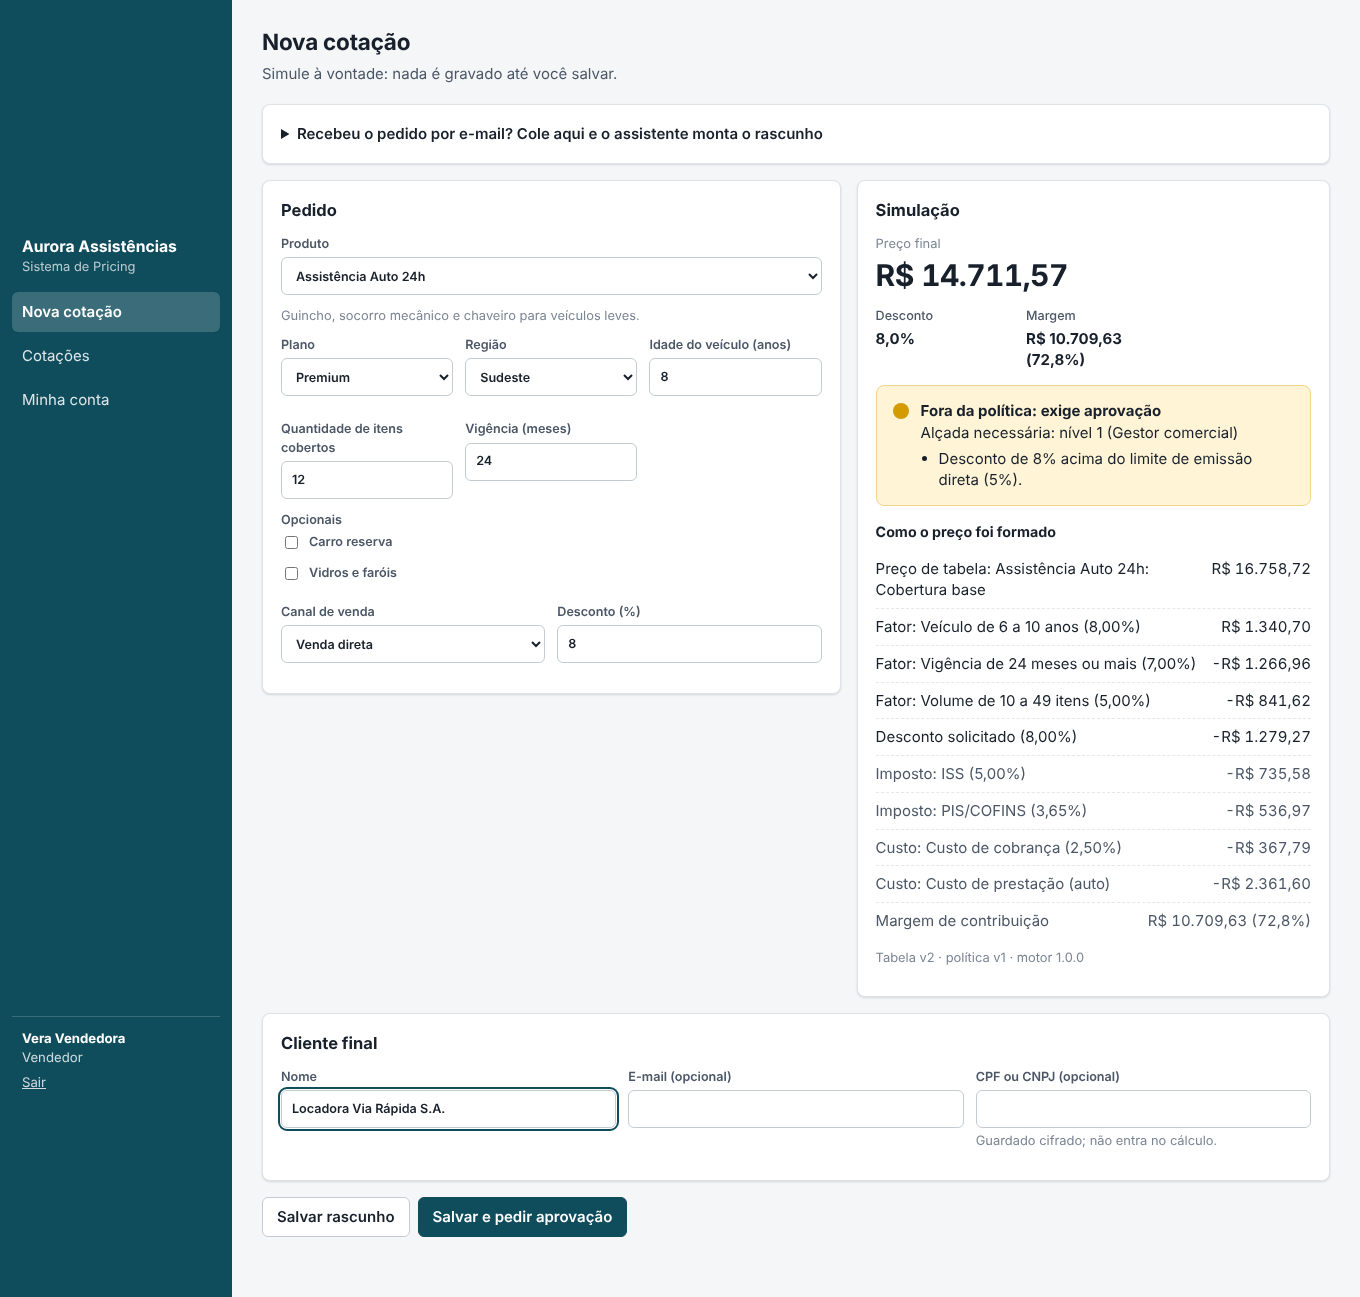 Aurora Assistências
Sistema de Pricing
Nova cotação
Cotações
Minha conta
Vera Vendedora
Vendedor
Sair
Nova cotação
Simule à vontade: nada é gravado até você salvar.
Recebeu o pedido por e-mail? Cole aqui e o assistente monta o rascunho
Pedido
Produto
Assistência Auto 24h
Guincho, socorro mecânico e chaveiro para veículos leves.
Plano
Premium
Região
Sudeste
Idade do veículo (anos)
8
Quantidade de itens
cobertos
12
Vigência (meses)
24
Opcionais
Carro reserva
Vidros e faróis
Canal de venda
Venda direta
Desconto (%)
8
Simulação
Preço final
R$ 14.711,57
Desconto
8,0%
Margem
R$ 10.709,63
(72,8%)
Fora da política: exige aprovação
Alçada necessária: nível 1 (Gestor comercial)
• Desconto de 8% acima do limite de emissão
direta (5%).
Como o preço foi formado
Preço de tabela: Assistência Auto 24h: R$ 16.758,72
Cobertura base
Fator: Veículo de 6 a 10 anos (8,00%) R$ 1.340,70
Fator: Vigência de 24 meses ou mais (7,00%) -R$ 1.266,96
Fator: Volume de 10 a 49 itens (5,00%) -R$ 841,62
Desconto solicitado (8,00%) -R$ 1.279,27
Imposto: ISS (5,00%) -R$ 735,58
Imposto: PIS/COFINS (3,65%) -R$ 536,97
Custo: Custo de cobrança (2,50%) -R$ 367,79
Custo: Custo de prestação (auto) -R$ 2.361,60
Margem de contribuição R$ 10.709,63 (72,8%)
Tabela v2 · política v1 · motor 1.0.0
Cliente final
Nome
Locadora Via Rápida S.A.
E-mail (opcional)
CPF ou CNPJ (opcional)
Guardado cifrado; não entra no cálculo.
Salvar rascunho
Salvar e pedir aprovação